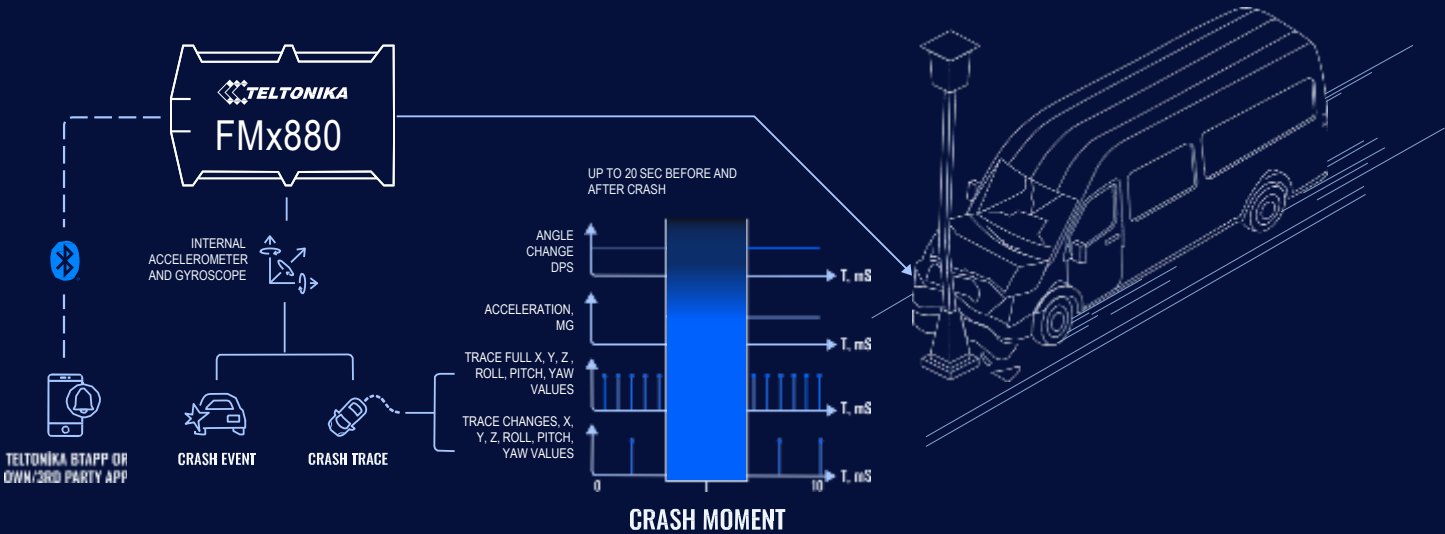 TELTONIKA
FMx880
UP TO 20 SEC BEFORE AND
AFTER CRASH
INTERNAL
ACCELEROMETER
AND GYROSCOPE
ANGLE
CHANGE
DPS
T, mS
ACCELERATION,
MG
T, mS
TRACE FULL X, Y, Z ,
ROLL, PITCH, YAW
VALUES
T, mS
TRACE CHANGES, X,
Y, Z, ROLL, PITCH,
YAW VALUES
T, mS
0
10
TELTONIKA BTAPP OR
OWN/3RD PARTY APP
CRASH EVENT
CRASH TRACE
CRASH MOMENT